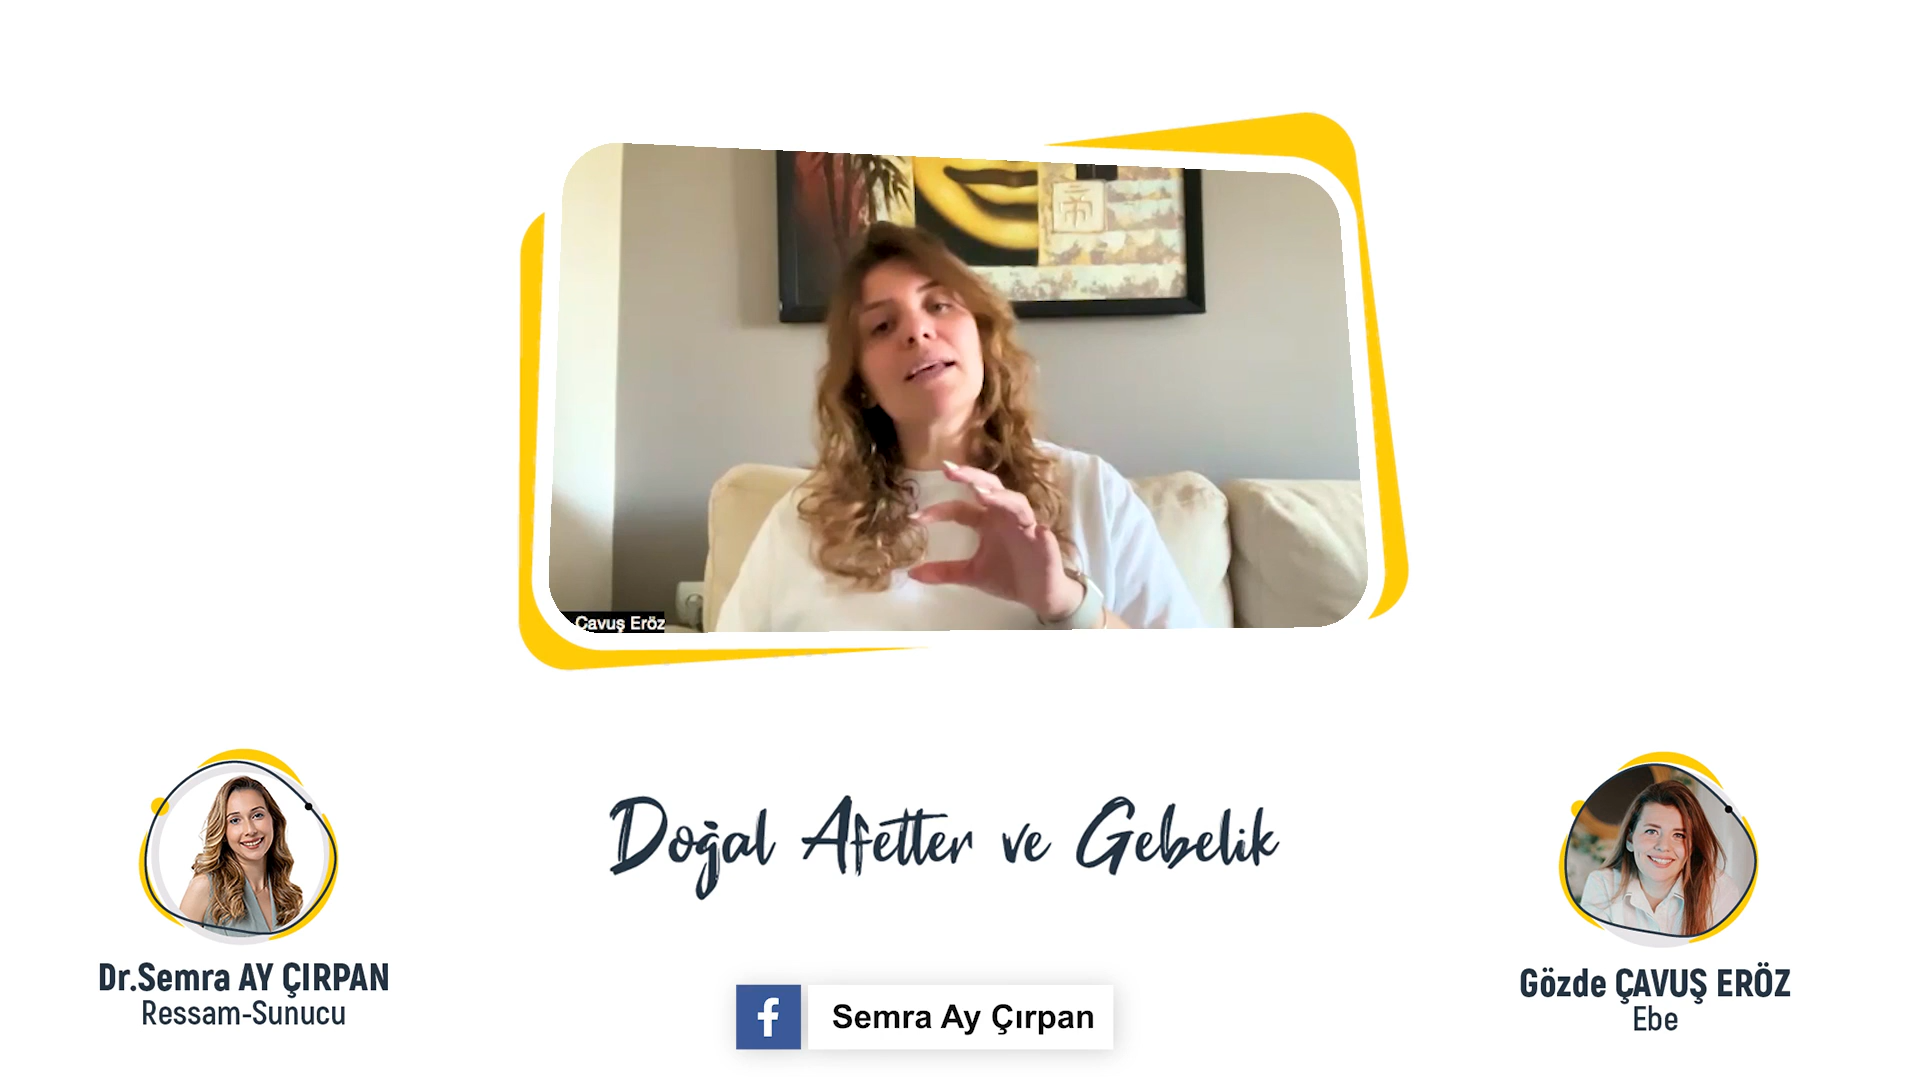 Çavuş Eröz
Doğal Afetler ve Gebelik
Dr.Semra AY ÇIRPAN
Ressam-Sunucu
Gözde ÇAVUŞ ERÖZ
Ebe
Semra Ay Çırpan